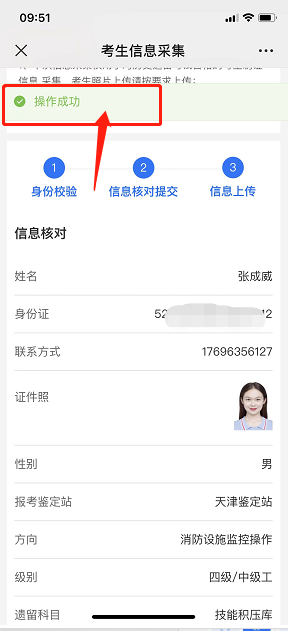 09:51
考生信息采集
信息 采集，考生照片上传请按要求上传：
操作成功
1 2 3
身份校验 信息核对提交 信息上传
信息核对
姓名 张成威
身份证 52 12
联系方式 17696356127
证件照
性别 男
报考鉴定站 天津鉴定站
方向 消防设施监控操作
级别 四级/中级工
遗留科目 技能积压库